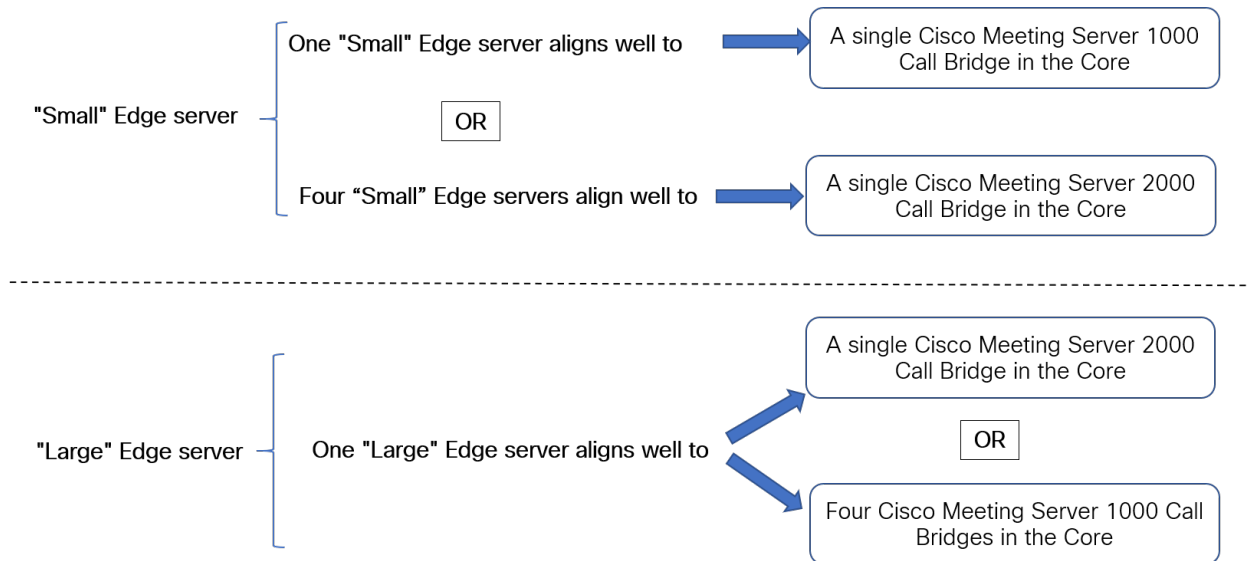 One "Small" Edge server aligns well to
A single Cisco Meeting Server 1000
Call Bridge in the Core
"Small" Edge server
OR
Four “Small” Edge servers align well to
A single Cisco Meeting Server 2000
Call Bridge in the Core
A single Cisco Meeting Server 2000
Call Bridge in the Core
"Large" Edge server
One "Large" Edge server aligns well to
OR
Four Cisco Meeting Server 1000 Call
Bridges in the Core